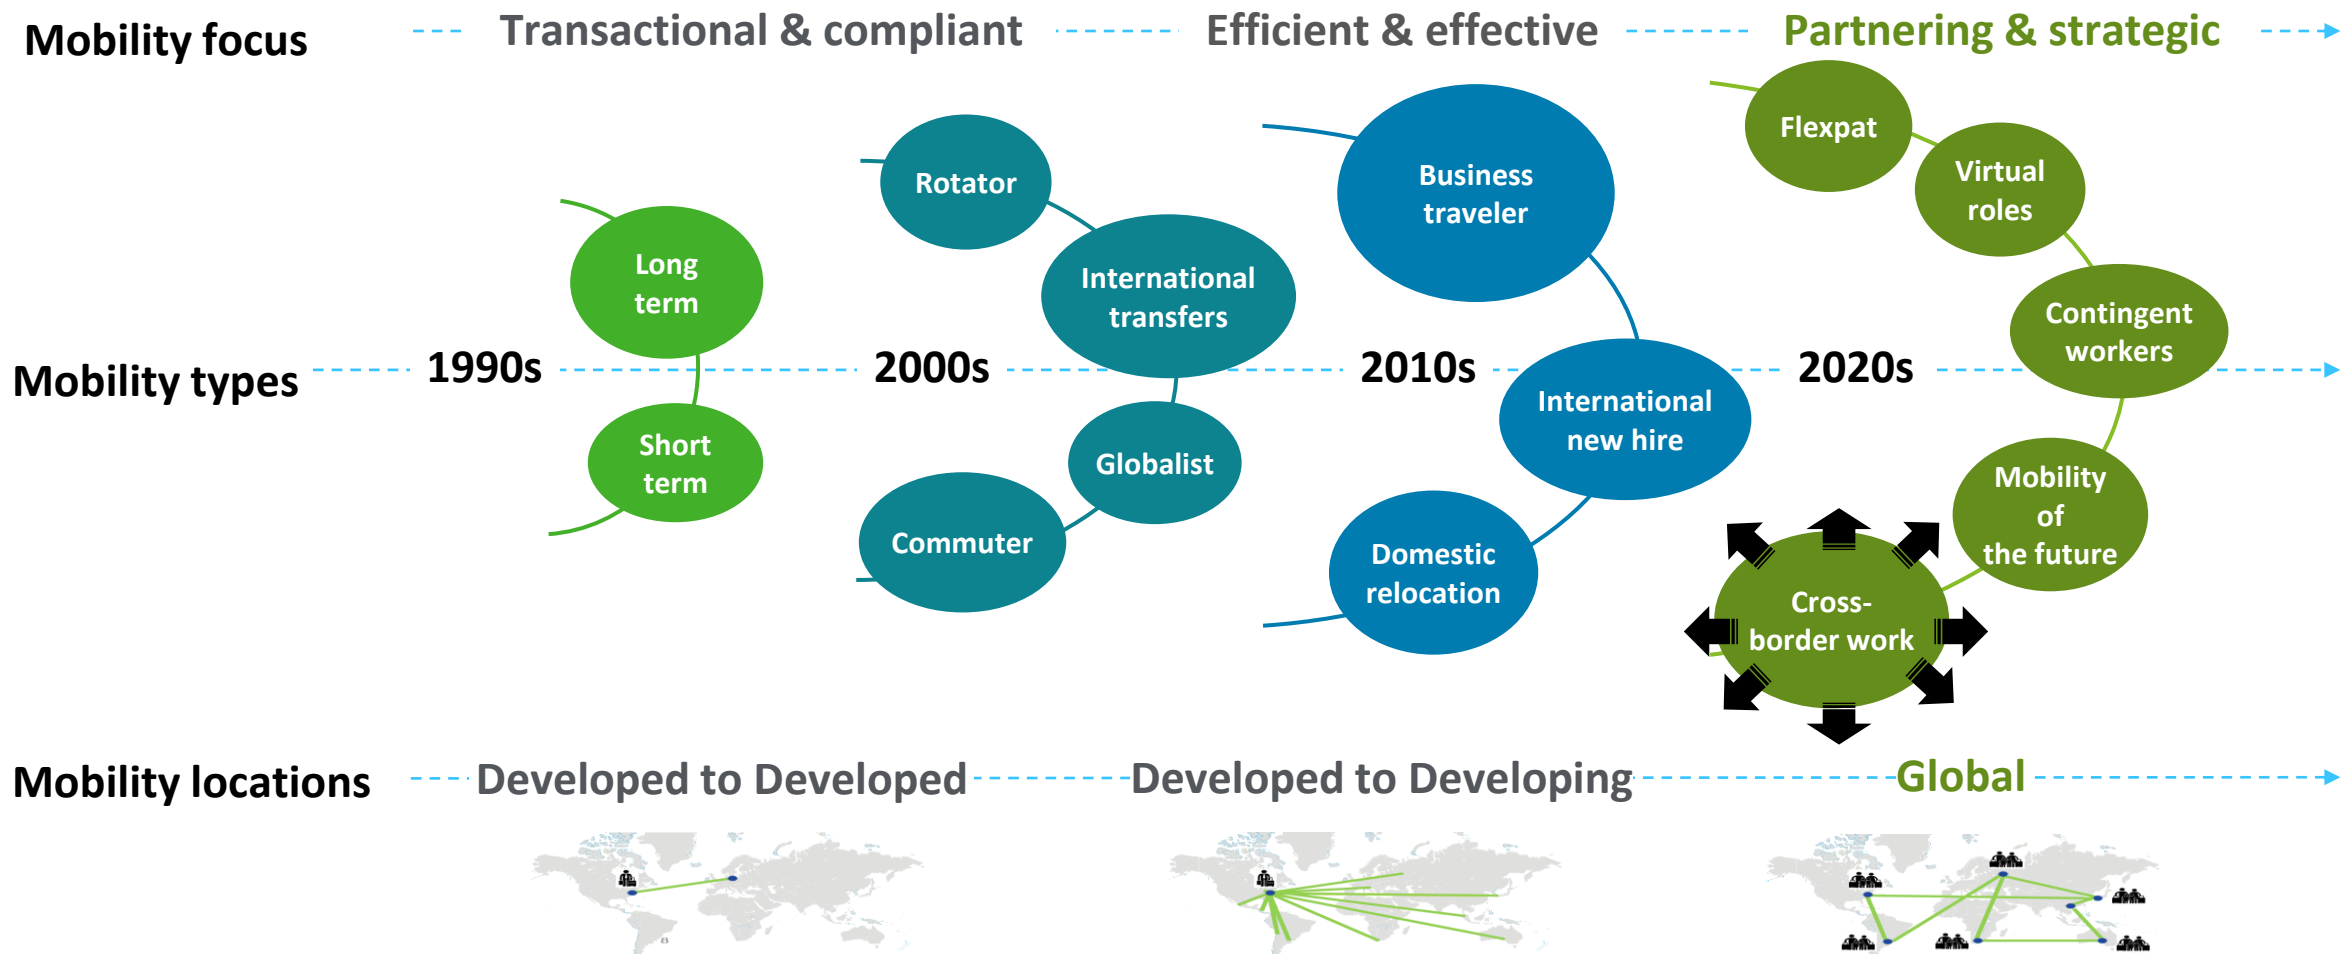 Mobility focus
Transactional & compliant
Efficient & effective
Partnering & strategic
Mobility types
1990s
Long
term
Short
term
2000s
Rotator
International
transfers
Globalist
Commuter
2010s
Business
traveler
International
new hire
Domestic
relocation
2020s
Flexpat
Virtual
roles
Contingent
workers
Mobility
of
the future
Cross-
border work
Mobility locations
Developed to Developed
Developed to Developing
Global